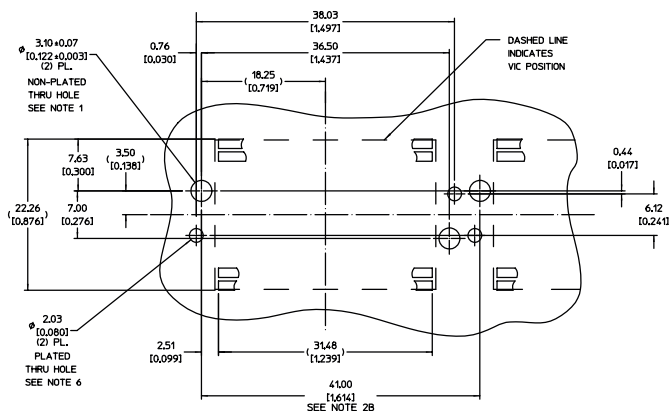 38.03
[1.497]
36.50
[1.437]
0.76
[0.030]
18.25
( [0.719] )
ø 3.10±0.07
[0.122±0.003]
(2) PL.
NON-PLATED
THRU HOLE
SEE NOTE 1
DASHED LINE
INDICATES
VIC POSITION
7.63
[0.300]
3.50
( [0.138] )
0.44
[0.017]
22.26
( [0.876] )
7.00
[0.276]
6.12
[0.241]
ø 2.03
[0.080]
(2) PL.
PLATED
THRU HOLE
SEE NOTE 6
2.51
[0.099]
31.48
( [1.239] )
41.00
[1.614]
SEE NOTE 2B